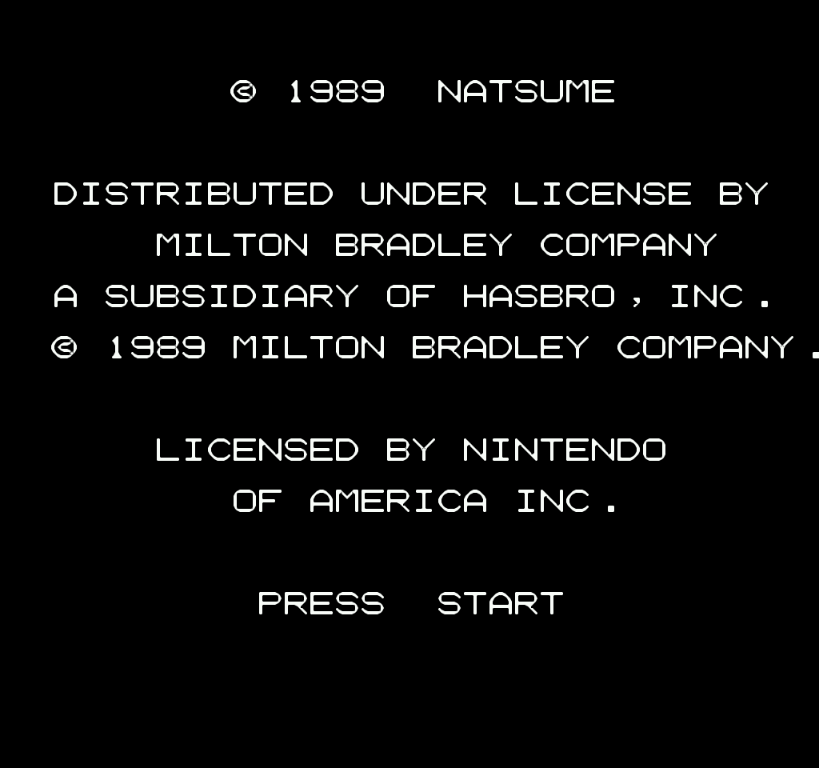 © 1989 NATSUME
DISTRIBUTED UNDER LICENSE BY
MILTON BRADLEY COMPANY
A SUBSIDIARY OF HASBRO, INC.
© 1989 MILTON BRADLEY COMPANY.
LICENSED BY NINTENDO
OF AMERICA INC.
PRESS START